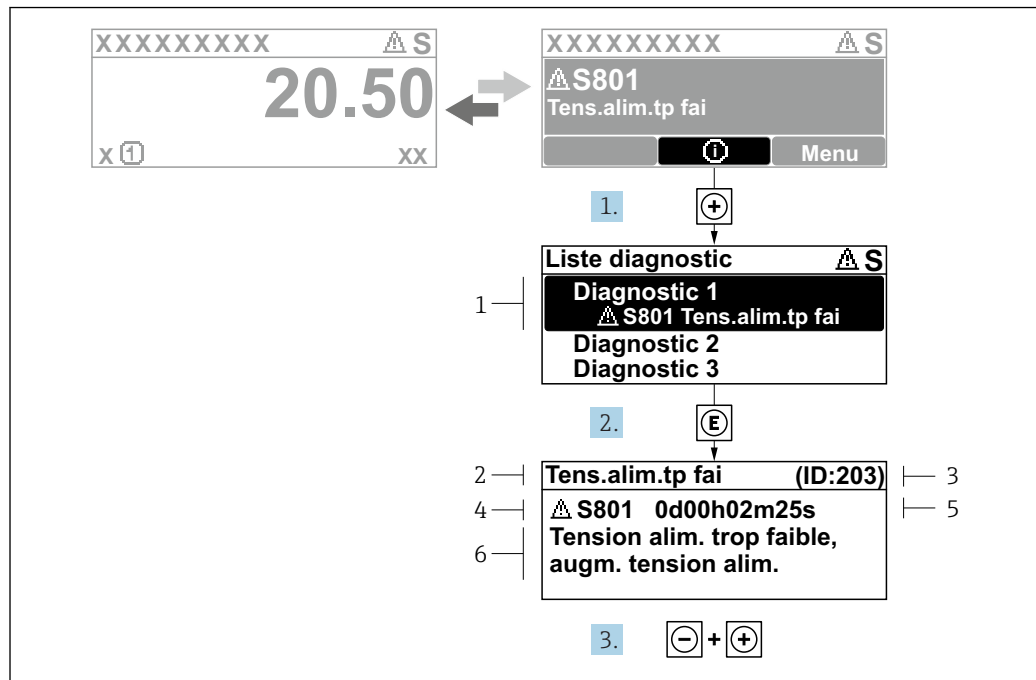 XXXXXXXXX ⚠ S
20.50
x ① xx
XXXXXXXXX ⚠ S
⚠ S801
Tens.alim.tp fai
ⓘ Menu
1. +
Liste diagnostic ⚠ S
1
Diagnostic 1
⚠ S801 Tens.alim.tp fai
Diagnostic 2
Diagnostic 3
2. E
2 Tens.alim.tp fai (ID:203) 3
4 ⚠ S801 0d00h02m25s 5
6
Tension alim. trop faible,
augm. tension alim.
3. - + +